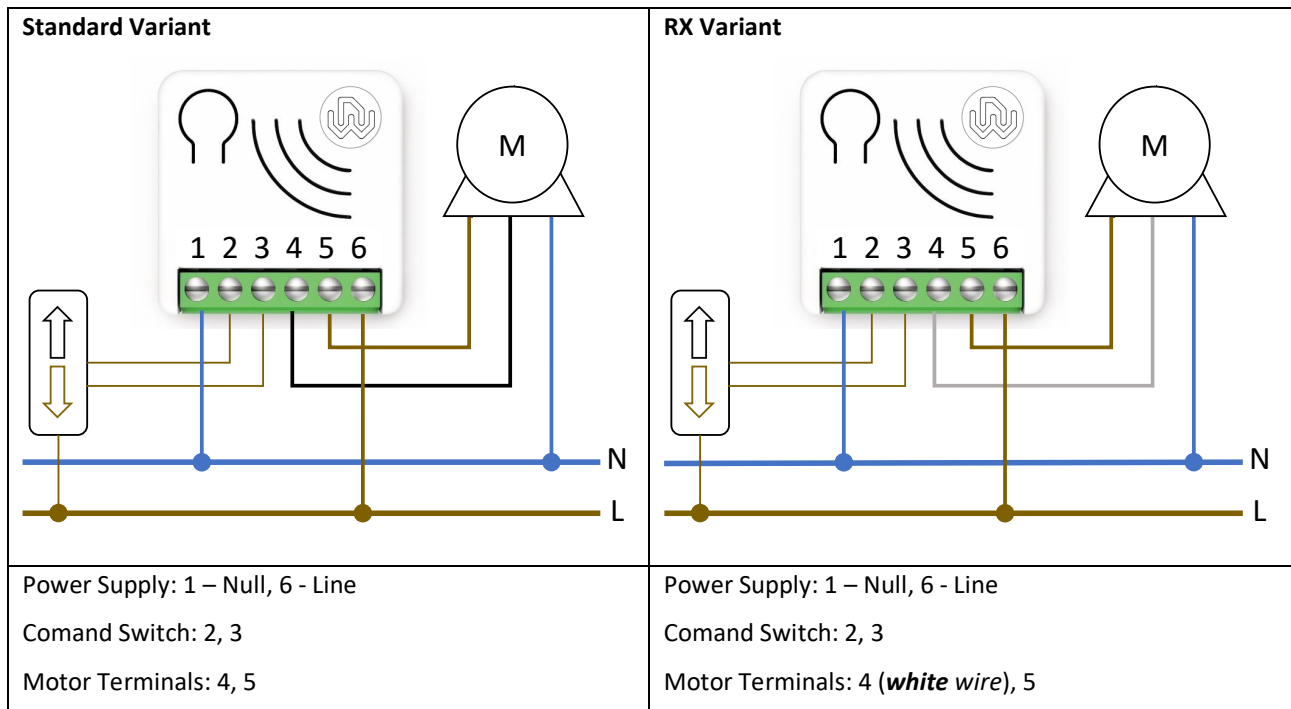 Standard Variant
M
1 2 3 4 5 6
N
L
Power Supply: 1 – Null, 6 - Line
Comand Switch: 2, 3
Motor Terminals: 4, 5
RX Variant
M
1 2 3 4 5 6
N
L
Power Supply: 1 – Null, 6 - Line
Comand Switch: 2, 3
Motor Terminals: 4 (white wire), 5